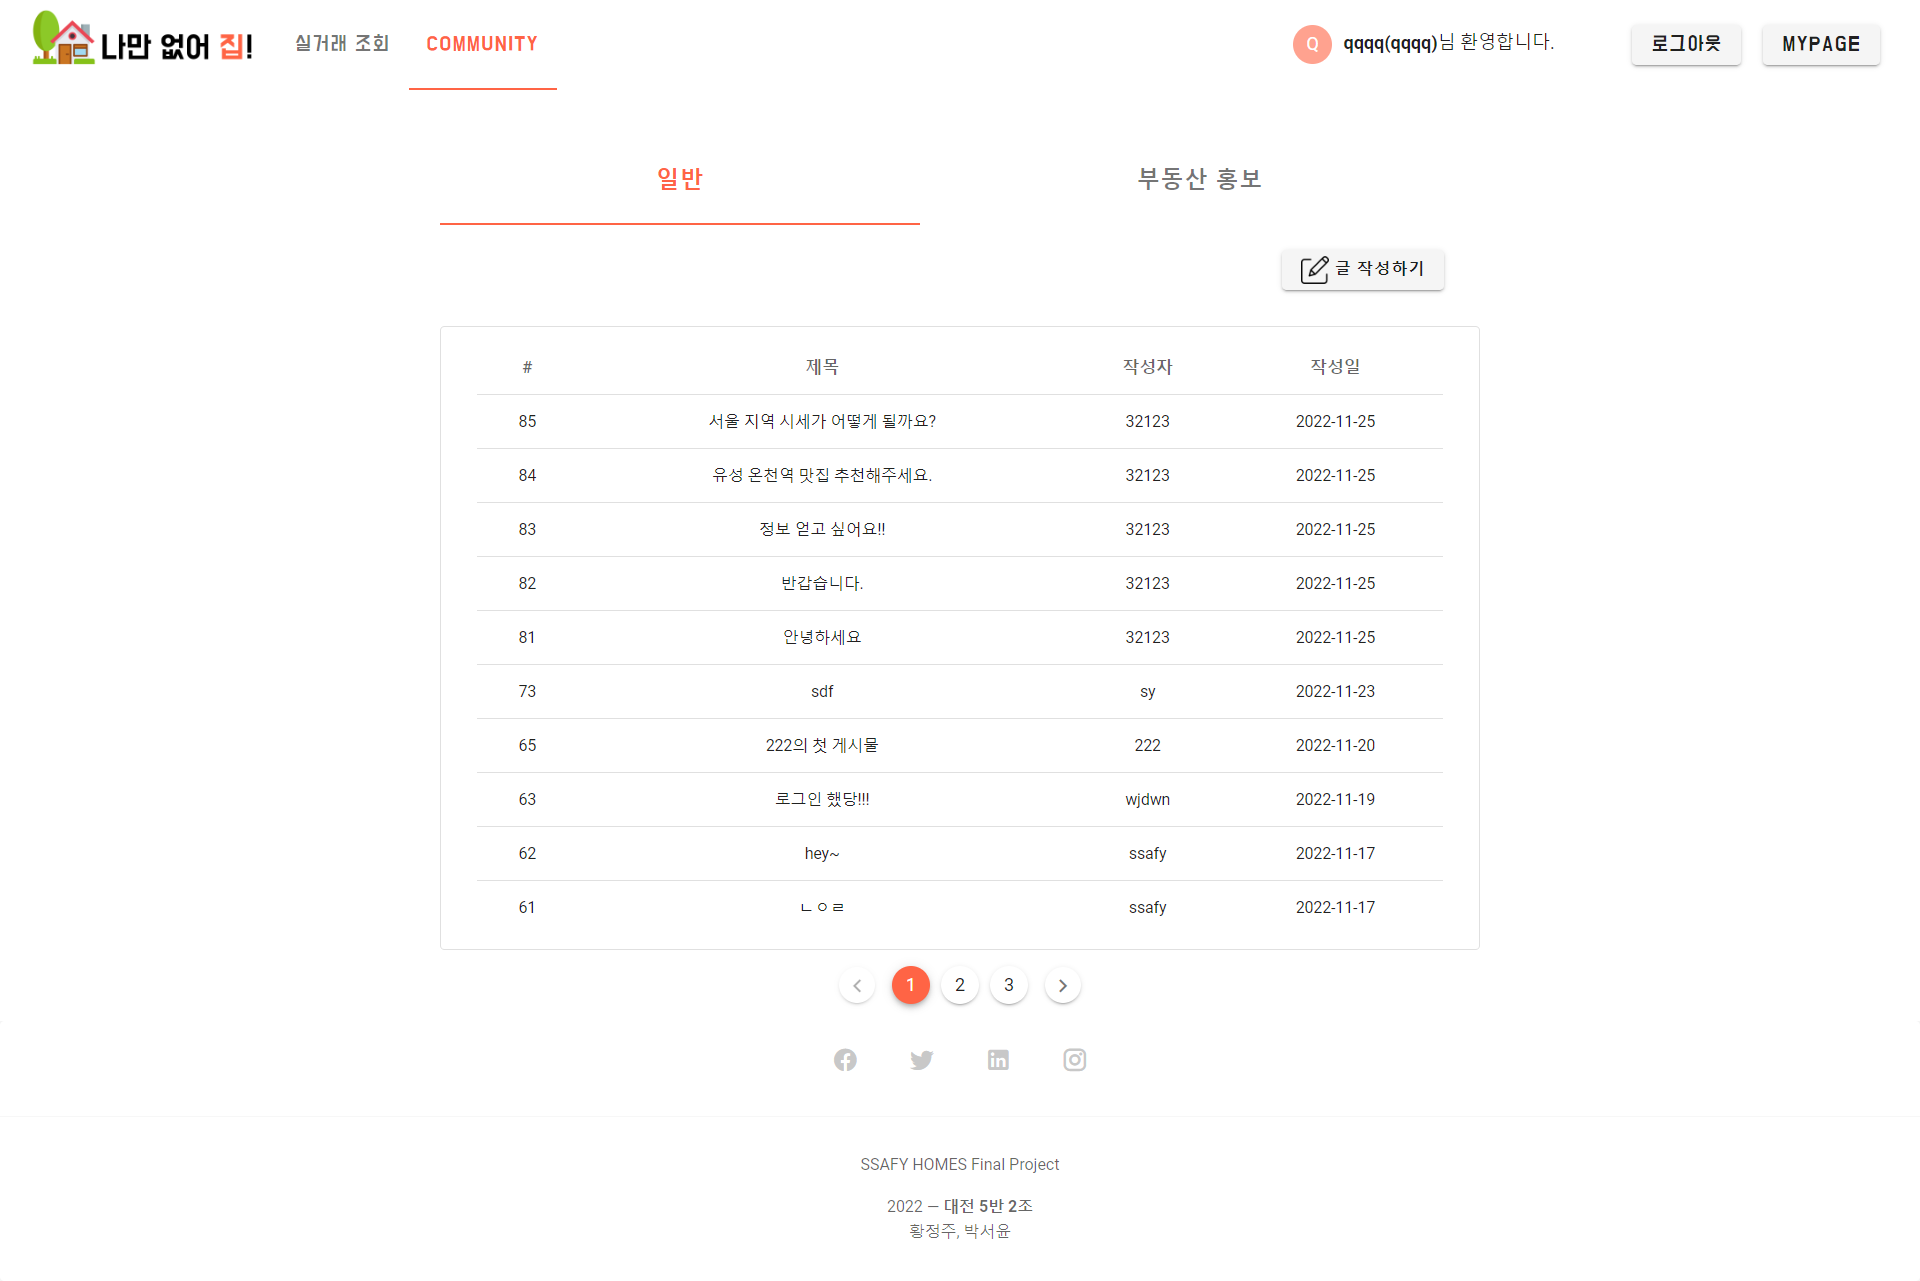 나만 없어 집!
실거래 조회
COMMUNITY
Q
qqqq(qqqq)님 환영합니다.
로그아웃
MYPAGE
일반
부동산 홍보
글 작성하기
# 제목 작성자 작성일
85 서울 지역 시세가 어떻게 될까요? 32123 2022-11-25
84 유성 온천역 맛집 추천해주세요. 32123 2022-11-25
83 정보 얻고 싶어요!! 32123 2022-11-25
82 반갑습니다. 32123 2022-11-25
81 안녕하세요 32123 2022-11-25
73 sdf sy 2022-11-23
65 222의 첫 게시물 222 2022-11-20
63 로그인 했당!!! wjdwn 2022-11-19
62 hey~ ssafy 2022-11-17
61 ㄴㅇㄹ ssafy 2022-11-17
1 2 3
SSAFY HOMES Final Project
2022 — 대전 5반 2조
황정주, 박서윤